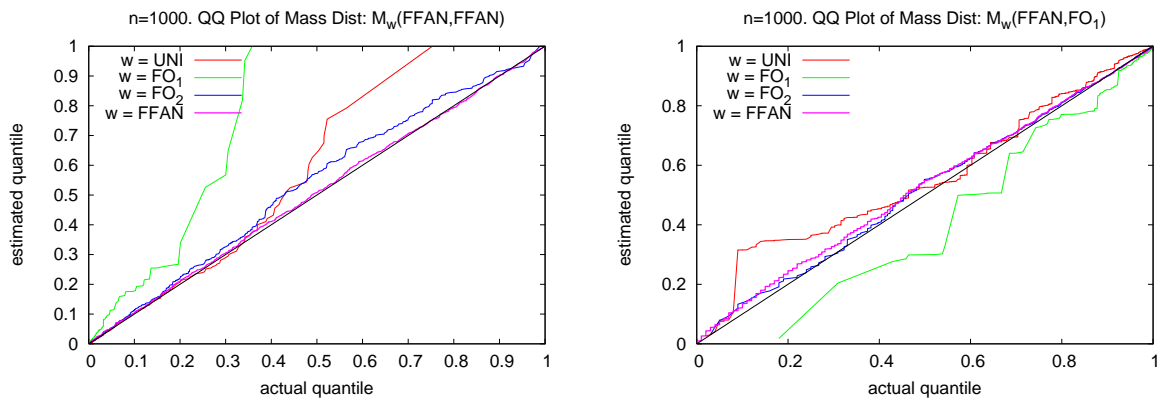 n=1000. QQ Plot of Mass Dist: M_w(FFAN,FFAN)
1
0.9
0.8
0.7
0.6
0.5
0.4
0.3
0.2
0.1
0
estimated quantile
w = UNI
w = FO_1
w = FO_2
w = FFAN
0 0.1 0.2 0.3 0.4 0.5 0.6 0.7 0.8 0.9 1
actual quantile
n=1000. QQ Plot of Mass Dist: M_w(FFAN,FO_1)
1
0.8
0.6
0.4
0.2
0
estimated quantile
w = UNI
w = FO_1
w = FO_2
w = FFAN
0 0.2 0.4 0.6 0.8 1
actual quantile